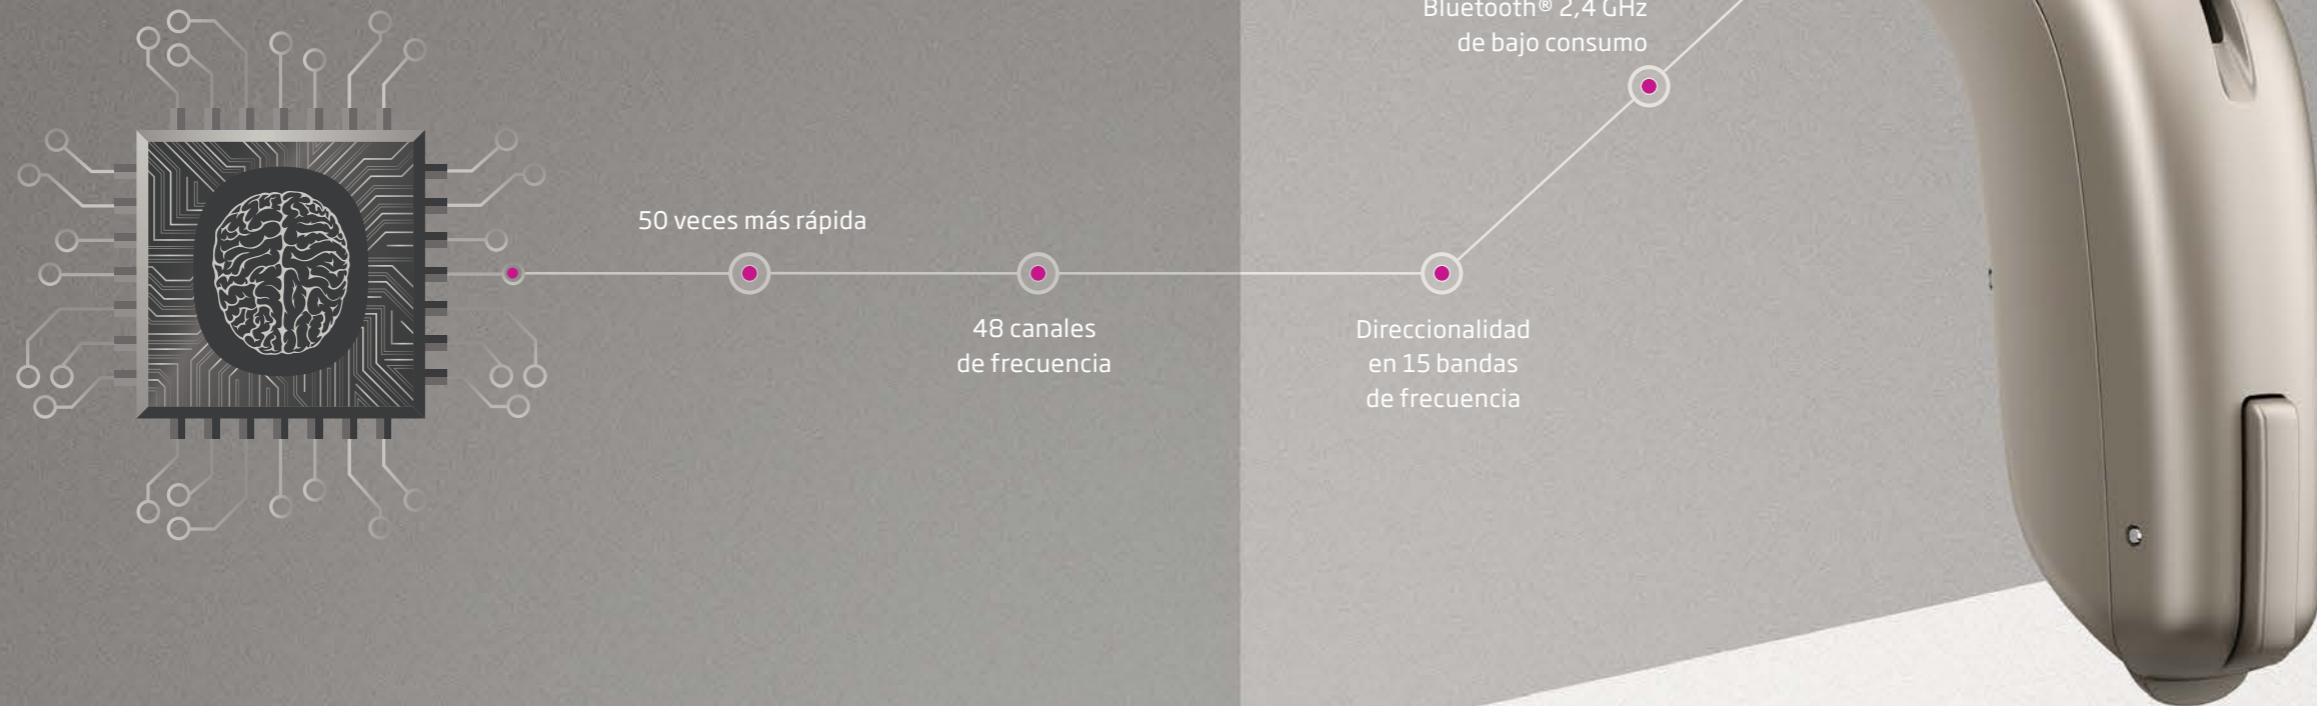 Bluetooth® 2,4 GHz
de bajo consumo
50 veces más rápida
48 canales
de frecuencia
Direccionalidad
en 15 bandas
de frecuencia